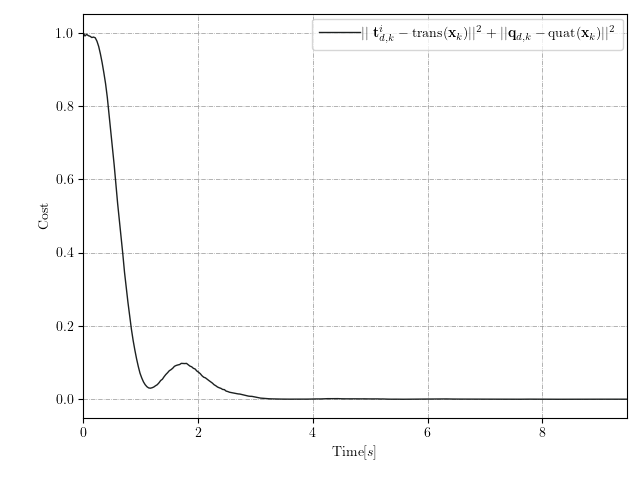 || t^i_{d,k} − trans(x_k)||² + ||q_{d,k} − quat(x_k)||²
1.0
0.8
0.6
0.4
0.2
0.0
Cost
0 2 4 6 8
Time[s]